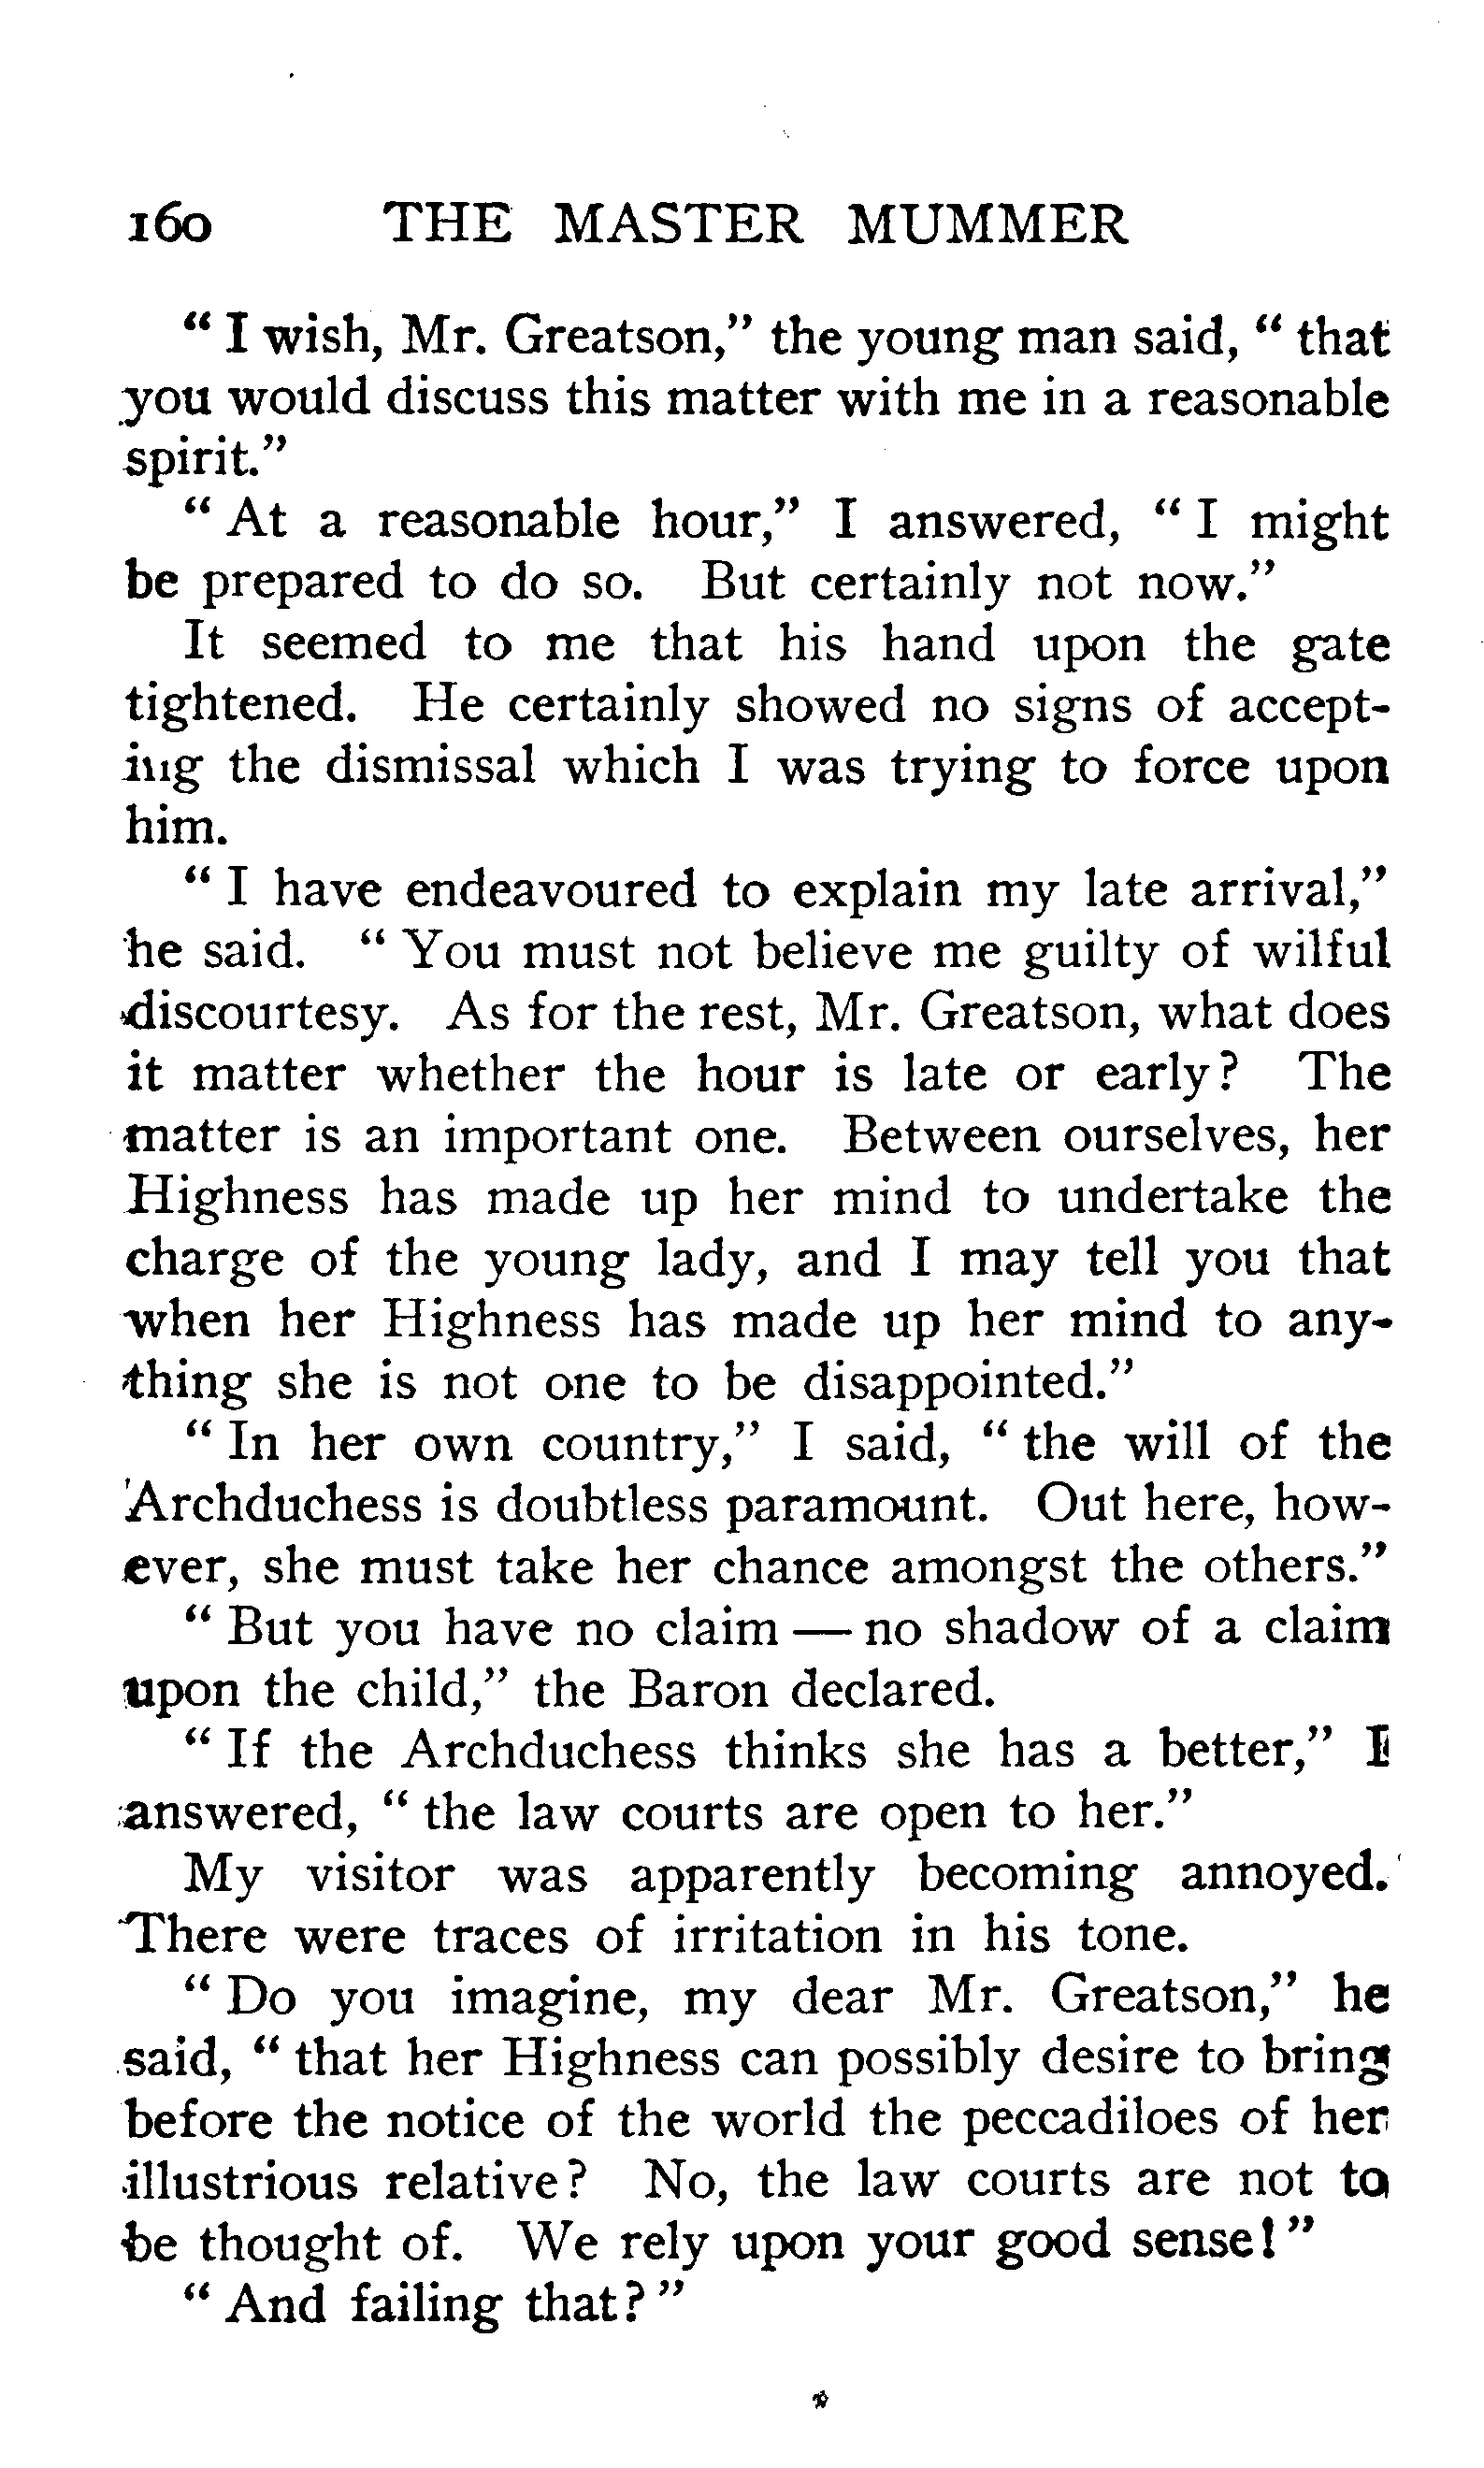 160 THE MASTER MUMMER
" I wish, Mr. Greatson," the young man said, " that
you would discuss this matter with me in a reasonable
spirit."
" At a reasonable hour," I answered, " I might
be prepared to do so. But certainly not now."
It seemed to me that his hand upon the gate
tightened. He certainly showed no signs of accept-
ing the dismissal which I was trying to force upon
him.
" I have endeavoured to explain my late arrival,"
he said. " You must not believe me guilty of wilful
discourtesy. As for the rest, Mr. Greatson, what does
it matter whether the hour is late or early? The
matter is an important one. Between ourselves, her
Highness has made up her mind to undertake the
charge of the young lady, and I may tell you that
when her Highness has made up her mind to any-
thing she is not one to be disappointed."
" In her own country," I said, " the will of the
Archduchess is doubtless paramount. Out here, how-
ever, she must take her chance amongst the others."
" But you have no claim — no shadow of a claim
upon the child," the Baron declared.
" If the Archduchess thinks she has a better," I
answered, " the law courts are open to her."
My visitor was apparently becoming annoyed.
There were traces of irritation in his tone.
" Do you imagine, my dear Mr. Greatson," he
said, " that her Highness can possibly desire to bring
before the notice of the world the peccadiloes of her
illustrious relative? No, the law courts are not to
be thought of. We rely upon your good sense! "
" And failing that? "